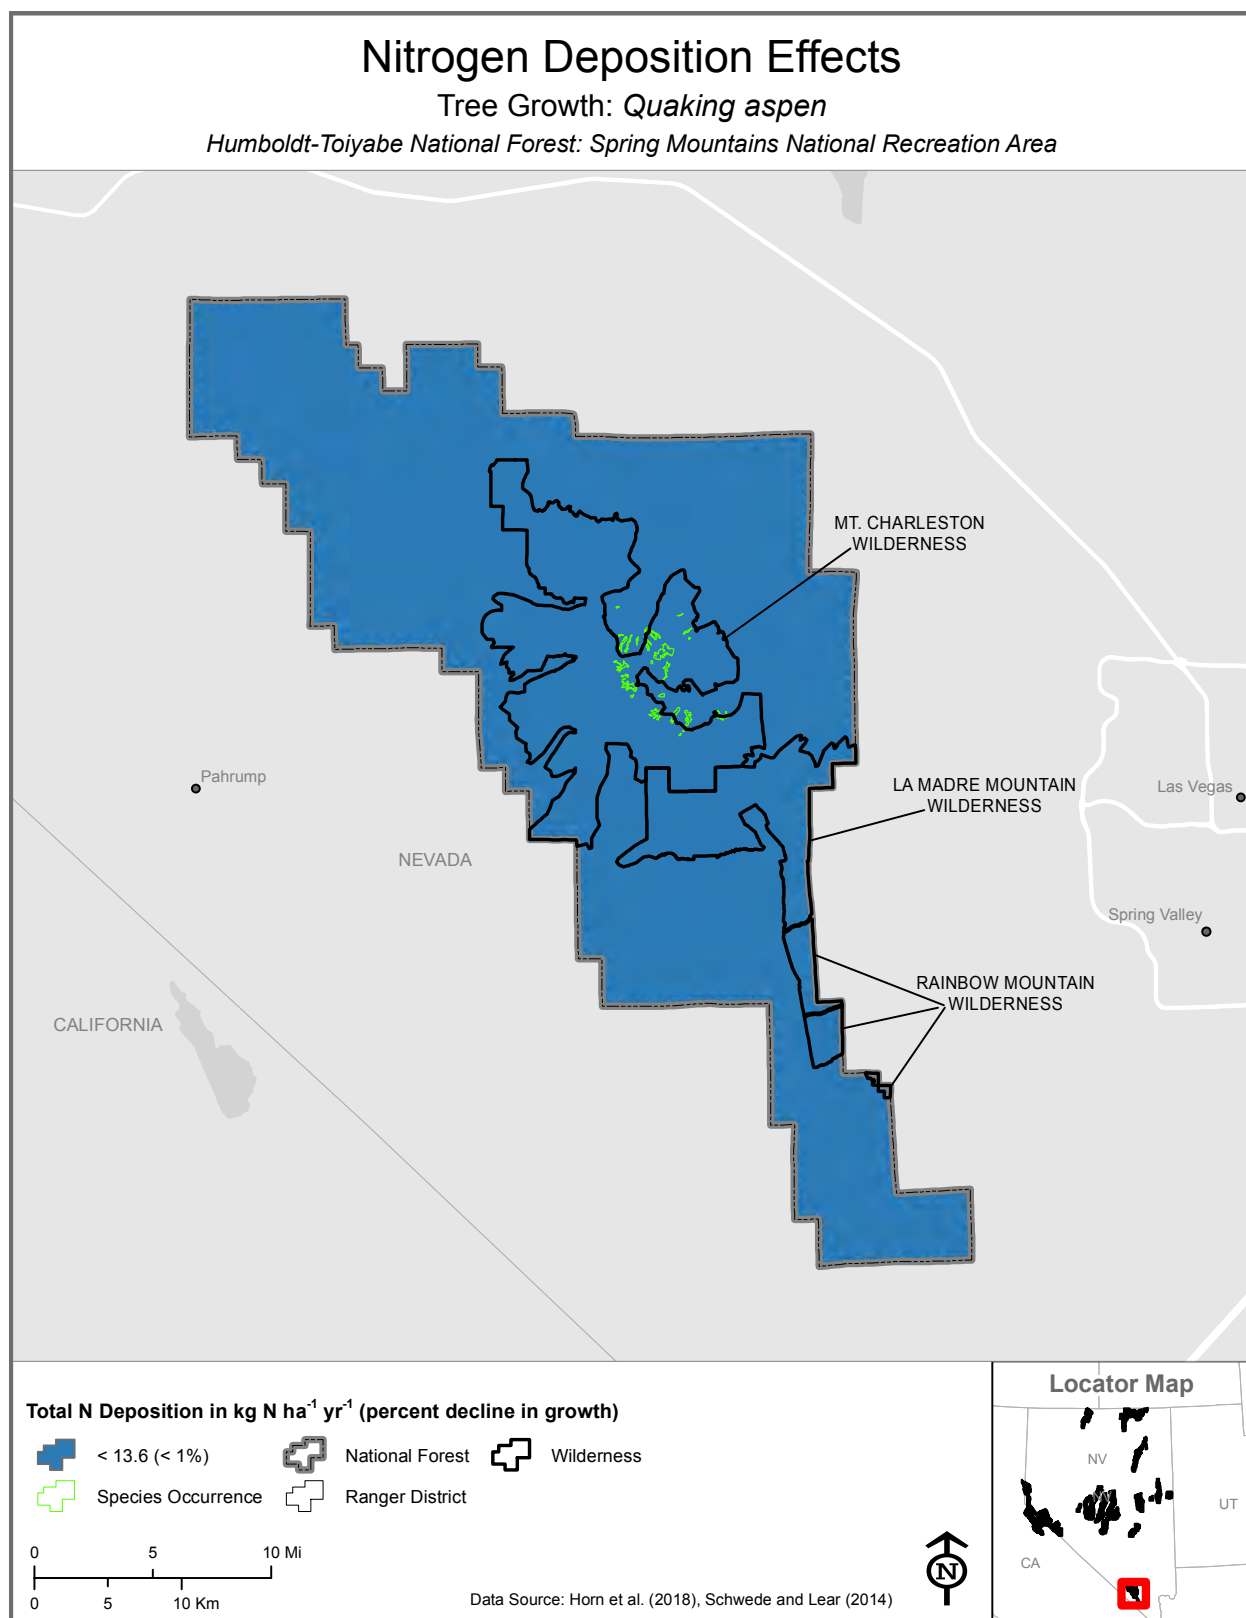 Nitrogen Deposition Effects
Tree Growth: Quaking aspen
Humboldt-Toiyabe National Forest: Spring Mountains National Recreation Area
MT. CHARLESTON
WILDERNESS
Pahrump
LA MADRE MOUNTAIN
WILDERNESS
Las Vegas
NEVADA
Spring Valley
RAINBOW MOUNTAIN
WILDERNESS
CALIFORNIA
Total N Deposition in kg N ha⁻¹ yr⁻¹ (percent decline in growth)
< 13.6 (< 1%)
National Forest
Wilderness
Species Occurrence
Ranger District
0 5 10 Mi
0 5 10 Km
Data Source: Horn et al. (2018), Schwede and Lear (2014)
N
Locator Map
NV
UT
CA